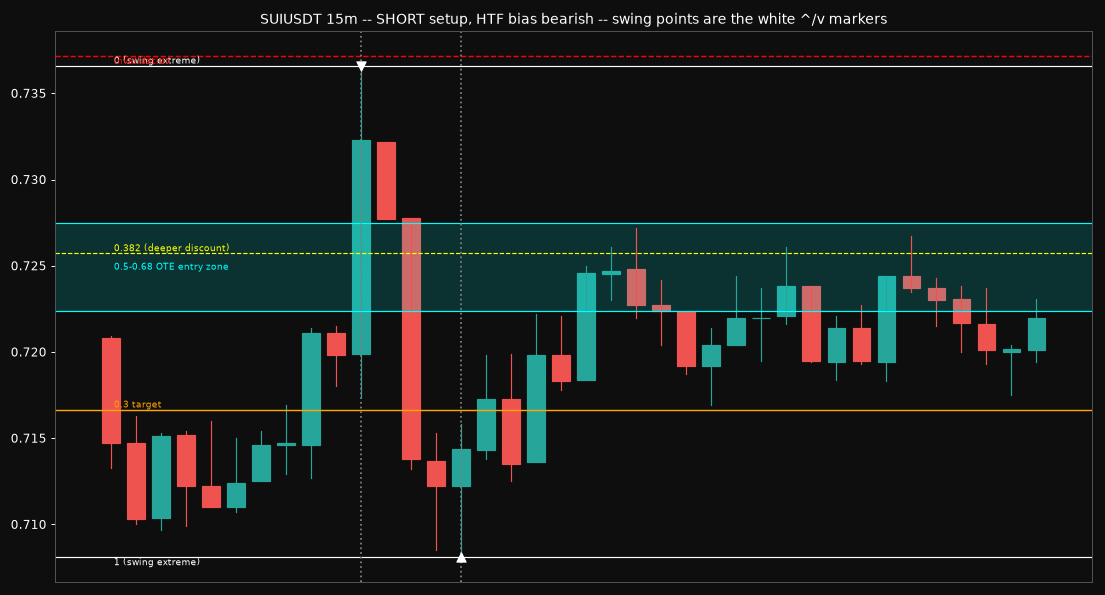 SUIUSDT 15m -- SHORT setup, HTF bias bearish -- swing points are the white ^/v markers
0 (swing extreme)
0.735
0.730
0.382 (deeper discount)
0.725
0.5-0.68 OTE entry zone
0.720
0.3 target
0.715
0.710
1 (swing extreme)